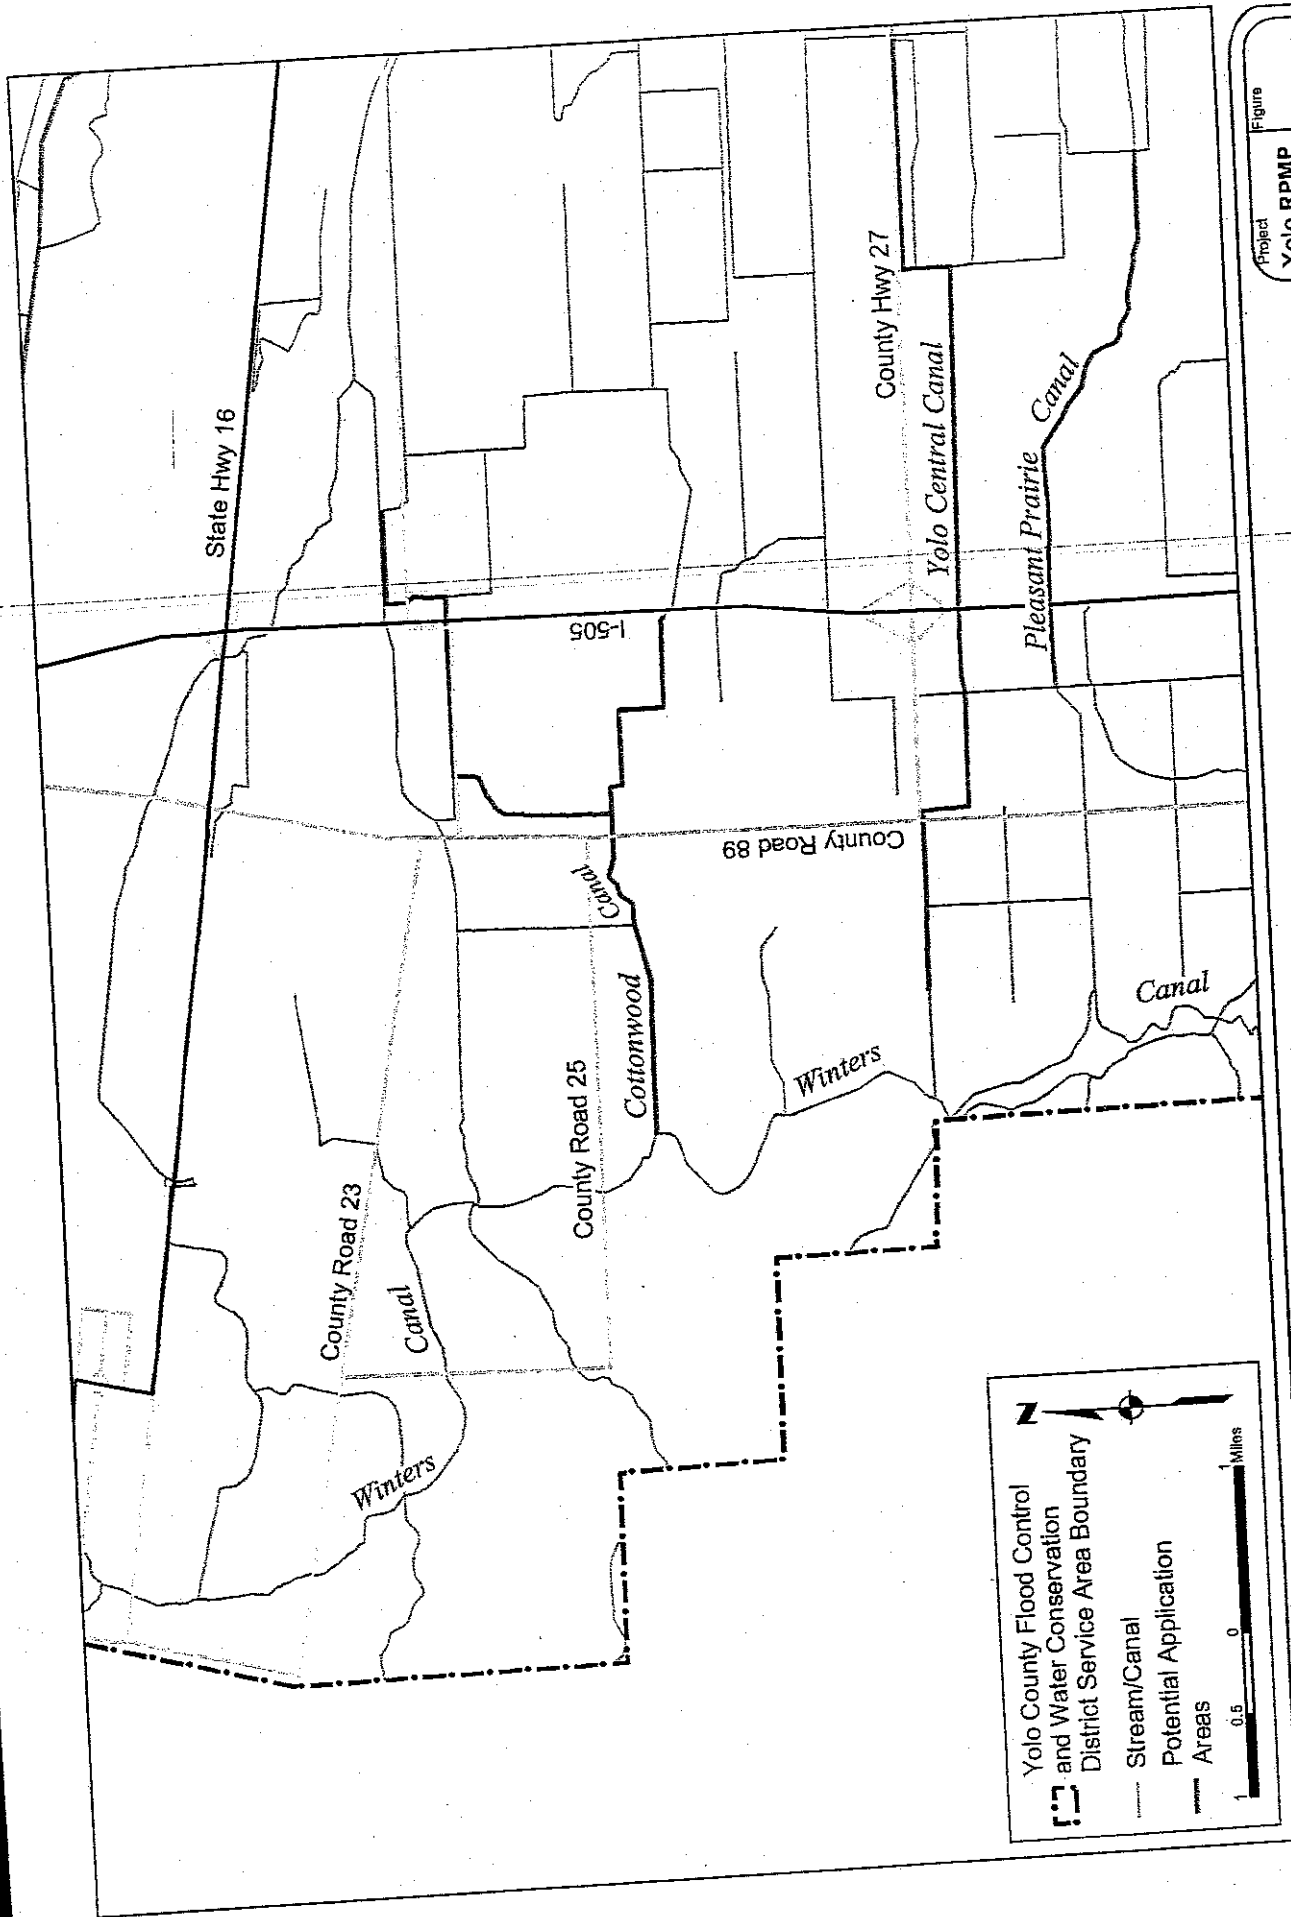 State Hwy 16
I-505
County Hwy 27
Yolo Central Canal
Pleasant Prairie Canal
County Road 89
Canal
Cottonwood
County Road 25
County Road 23
Canal
Winters
Winters
Canal
Yolo County Flood Control
and Water Conservation
District Service Area Boundary
Stream/Canal
Potential Application
Areas
N
1 0.5 0 1 Miles
Project
Yolo RPMP
Figure